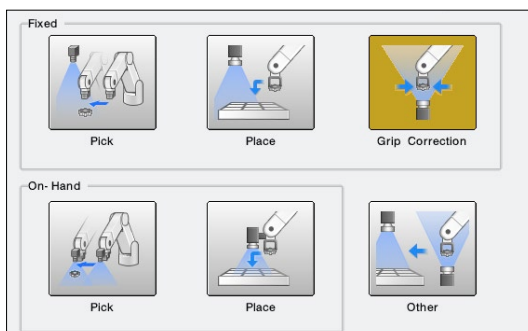 Fixed
Pick
Place
Grip Correction
On-Hand
Pick
Place
Other